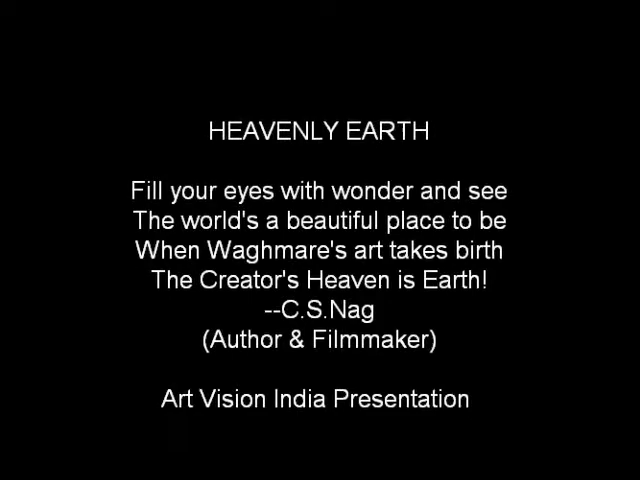 HEAVENLY EARTH
Fill your eyes with wonder and see
The world's a beautiful place to be
When Waghmare's art takes birth
The Creator's Heaven is Earth!
--C.S.Nag
(Author & Filmmaker)
Art Vision India Presentation